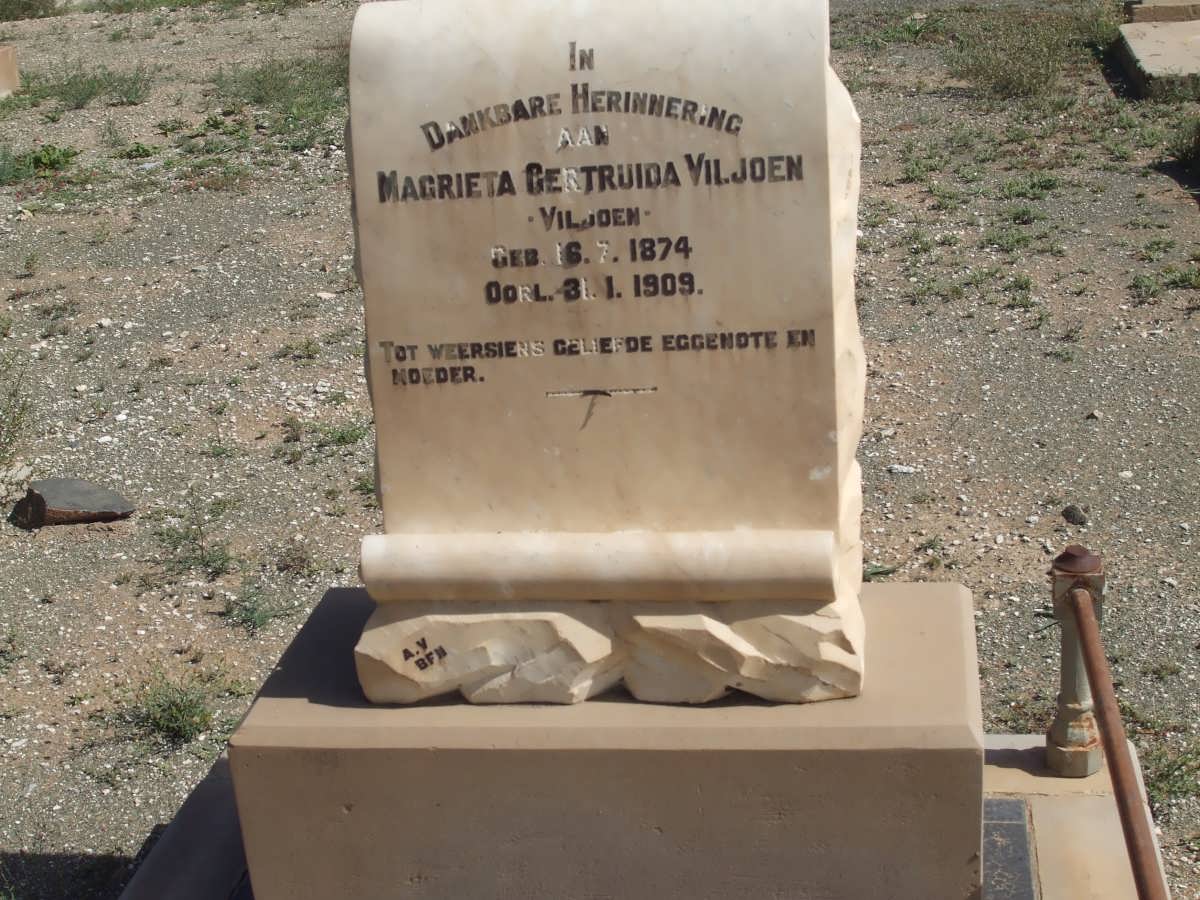 IN
DANKBARE HERINNERING
AAN
MAGRIETA GERTRUIDA VILJOEN
·VILJOEN·
GEB. 16.7.1874
OORL. 31.1.1909.
TOT WEERSIENS GELIEFDE EGGENOTE EN
MOEDER.
A.V
BFN